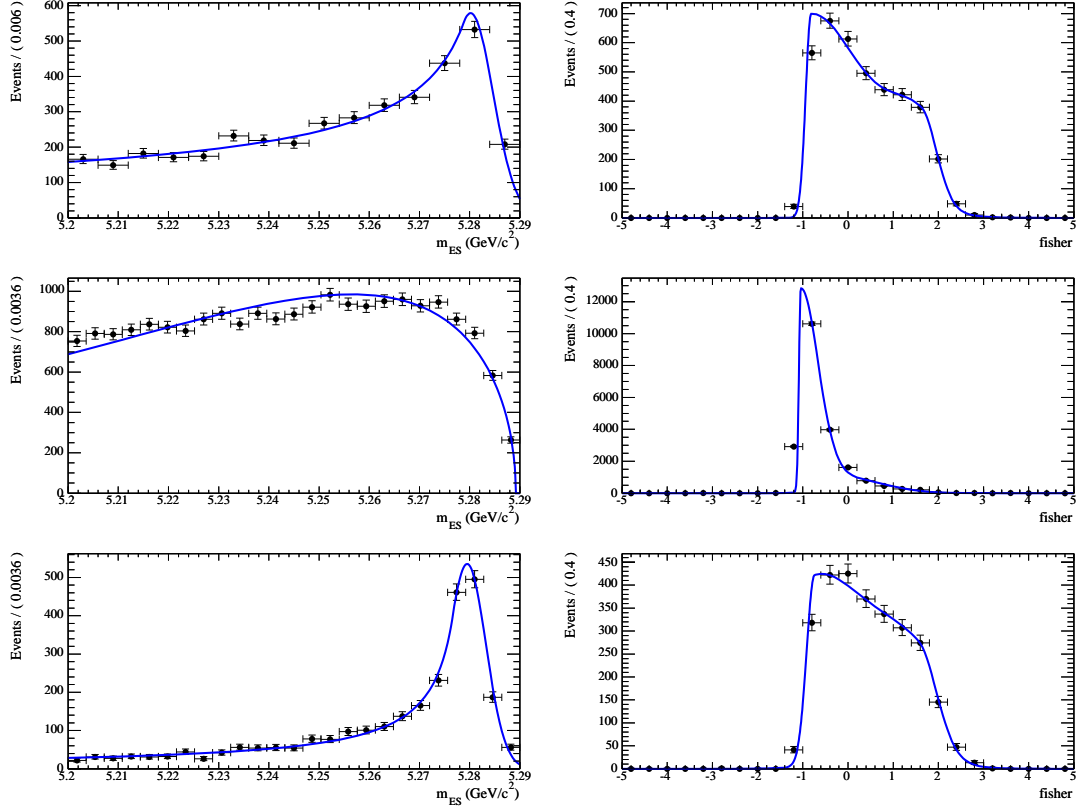 Events / ( 0.006 )
600
500
400
300
200
100
0
5.2 5.21 5.22 5.23 5.24 5.25 5.26 5.27 5.28 5.29
m_ES (GeV/c^2)
Events / ( 0.4 )
700
600
500
400
300
200
100
0
-5 -4 -3 -2 -1 0 1 2 3 4 5
fisher
Events / ( 0.0036 )
1000
800
600
400
200
0
5.2 5.21 5.22 5.23 5.24 5.25 5.26 5.27 5.28 5.29
m_ES (GeV/c^2)
Events / ( 0.4 )
12000
10000
8000
6000
4000
2000
0
-5 -4 -3 -2 -1 0 1 2 3 4 5
fisher
Events / ( 0.0036 )
500
400
300
200
100
0
5.2 5.21 5.22 5.23 5.24 5.25 5.26 5.27 5.28 5.29
m_ES (GeV/c^2)
Events / ( 0.4 )
450
400
350
300
250
200
150
100
50
0
-5 -4 -3 -2 -1 0 1 2 3 4 5
fisher